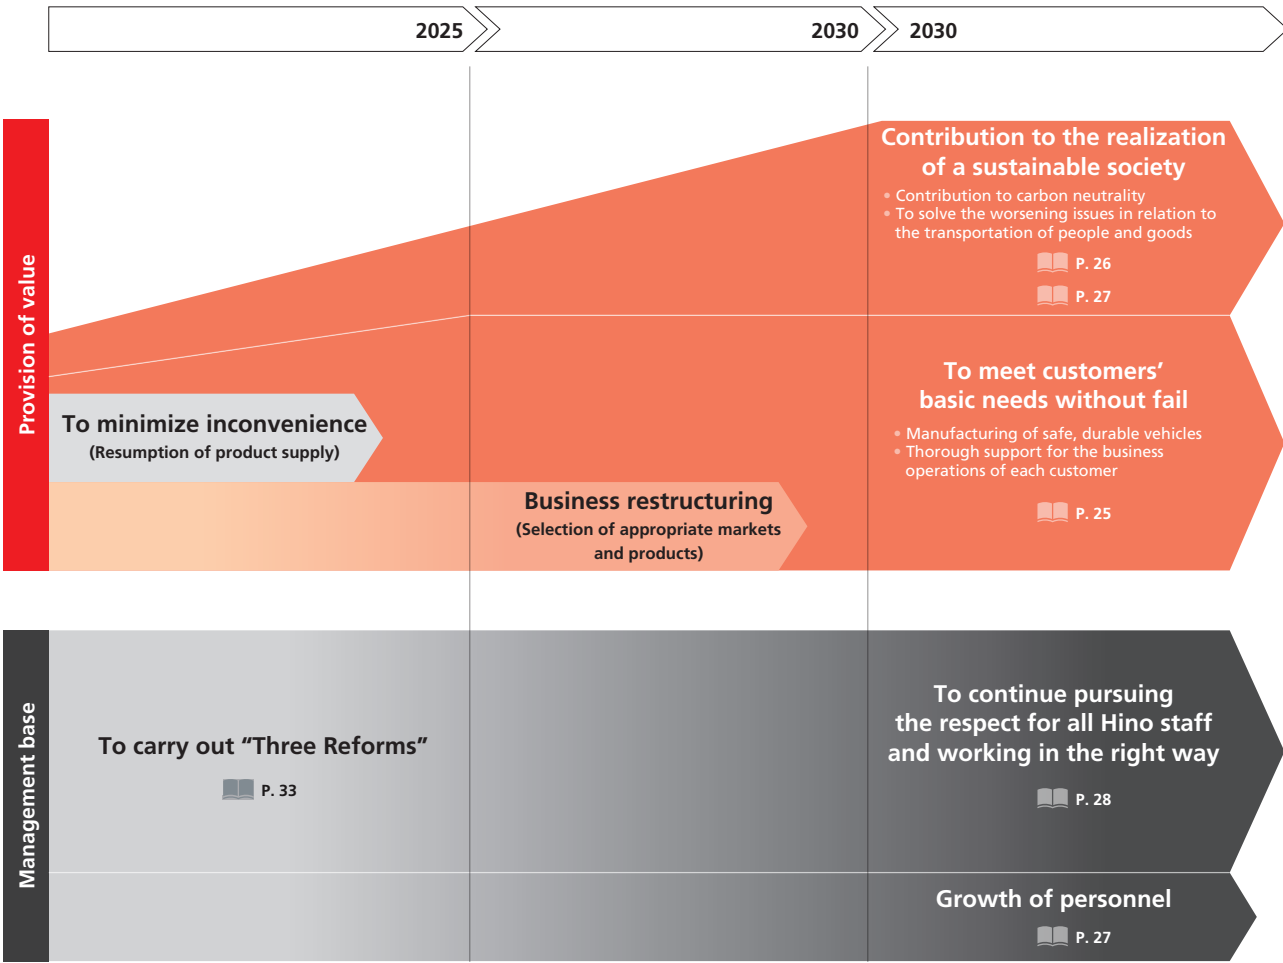 2025
2030
2030
Provision of value
Contribution to the realization
of a sustainable society
• Contribution to carbon neutrality
• To solve the worsening issues in relation to
the transportation of people and goods
P. 26
P. 27
To meet customers’
basic needs without fail
• Manufacturing of safe, durable vehicles
• Thorough support for the business
operations of each customer
P. 25
To minimize inconvenience
(Resumption of product supply)
Business restructuring
(Selection of appropriate markets
and products)
Management base
To carry out “Three Reforms”
P. 33
To continue pursuing
the respect for all Hino staff
and working in the right way
P. 28
Growth of personnel
P. 27